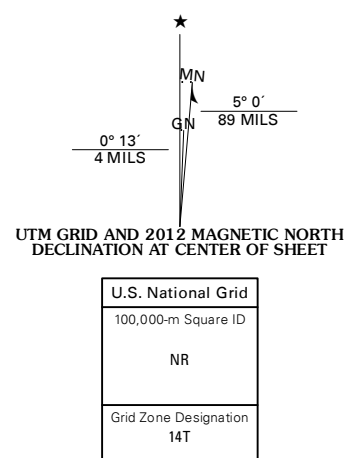 ★
MN
5° 0´
89 MILS
GN
0° 13´
4 MILS
UTM GRID AND 2012 MAGNETIC NORTH
DECLINATION AT CENTER OF SHEET
U.S. National Grid
100,000-m Square ID
NR
Grid Zone Designation
14T